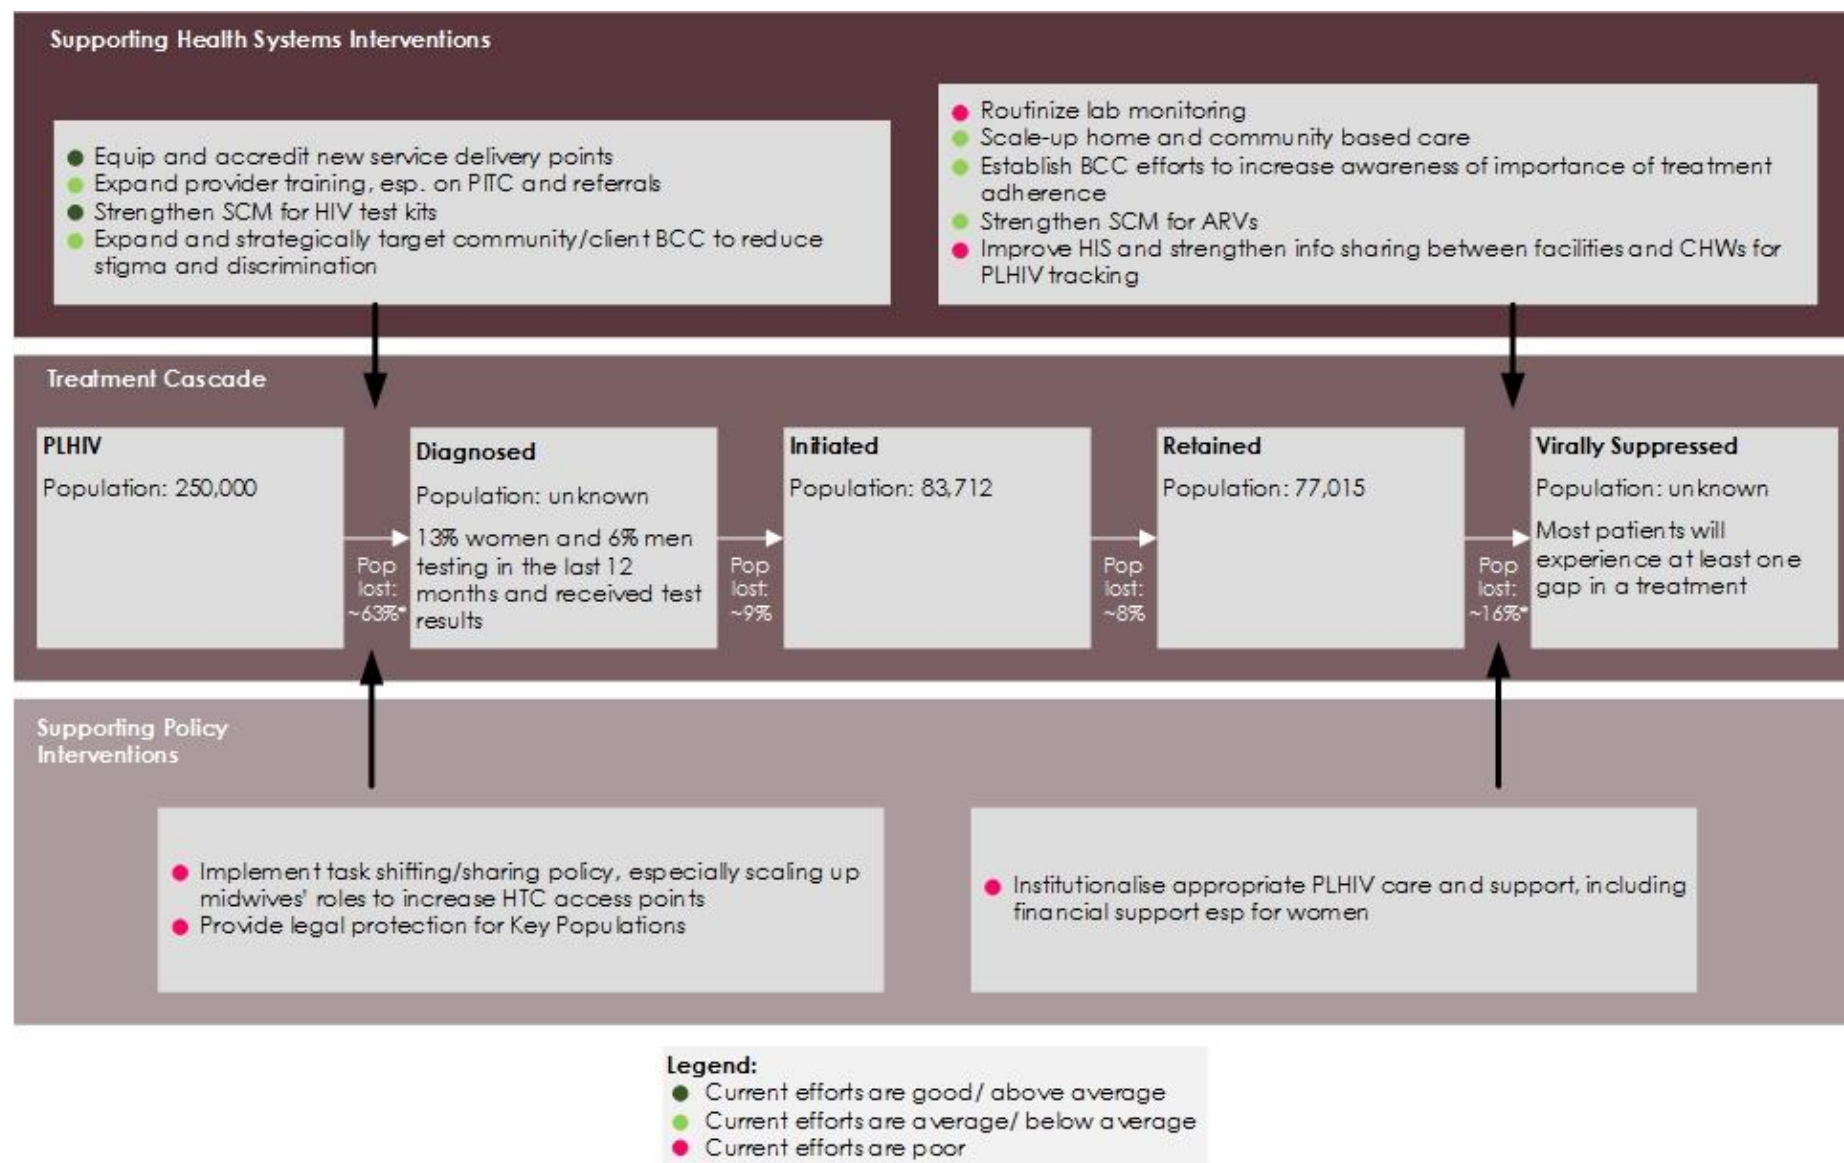 Supporting Health Systems Interventions
Equip and accredit new service delivery points
Expand provider training, esp. on PITC and referrals
Strengthen SCM for HIV test kits
Expand and strategically target community/client BCC to reduce
stigma and discrimination
Routinize lab monitoring
Scale-up home and community based care
Establish BCC efforts to increase awareness of importance of treatment
adherence
Strengthen SCM for ARVs
Improve HIS and strengthen info sharing between facilities and CHWs for
PLHIV tracking
Treatment Cascade
PLHIV
Population: 250,000
Pop
lost:
~63%*
Diagnosed
Population: unknown
13% women and 6% men
testing in the last 12
months and received test
results
Pop
lost:
~9%
Initiated
Population: 83,712
Pop
lost:
~8%
Retained
Population: 77,015
Pop
lost:
~16%*
Virally Suppressed
Population: unknown
Most patients will
experience at least one
gap in a treatment
Supporting Policy
Interventions
Implement task shifting/sharing policy, especially scaling up
midwives' roles to increase HTC access points
Provide legal protection for Key Populations
Institutionalise appropriate PLHIV care and support, including
financial support esp for women
Legend:
Current efforts are good/ above average
Current efforts are average/ below average
Current efforts are poor